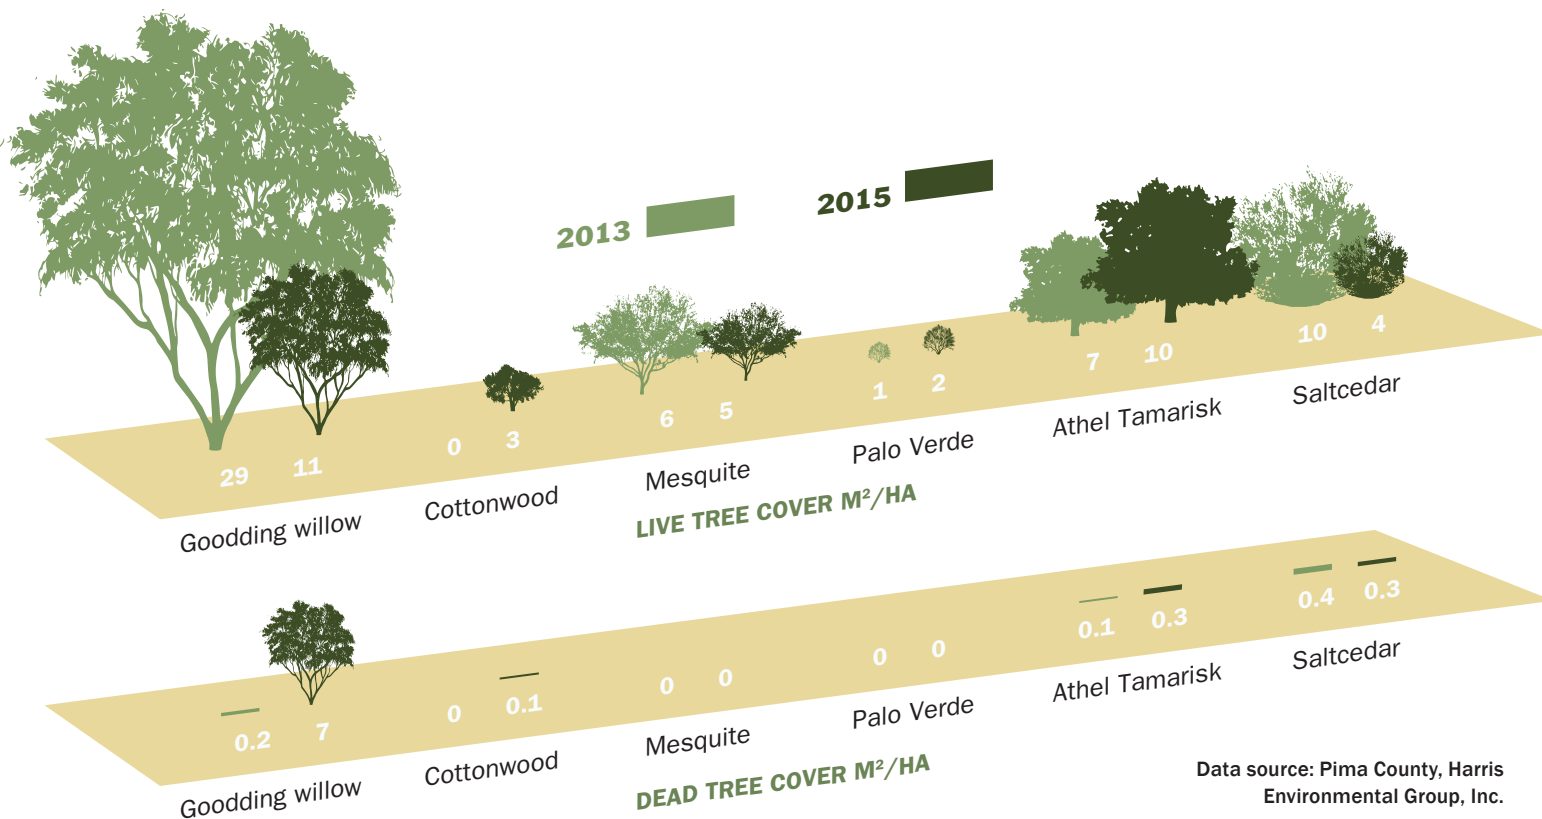 2013
2015
29 11
0 3
6 5
1 2
7 10
10 4
Goodding willow
Cottonwood
Mesquite
Palo Verde
Athel Tamarisk
Saltcedar
LIVE TREE COVER M²/HA
0.2 7
0 0.1
0 0
0 0
0.1 0.3
0.4 0.3
Goodding willow
Cottonwood
Mesquite
Palo Verde
Athel Tamarisk
Saltcedar
DEAD TREE COVER M²/HA
Data source: Pima County, Harris
Environmental Group, Inc.